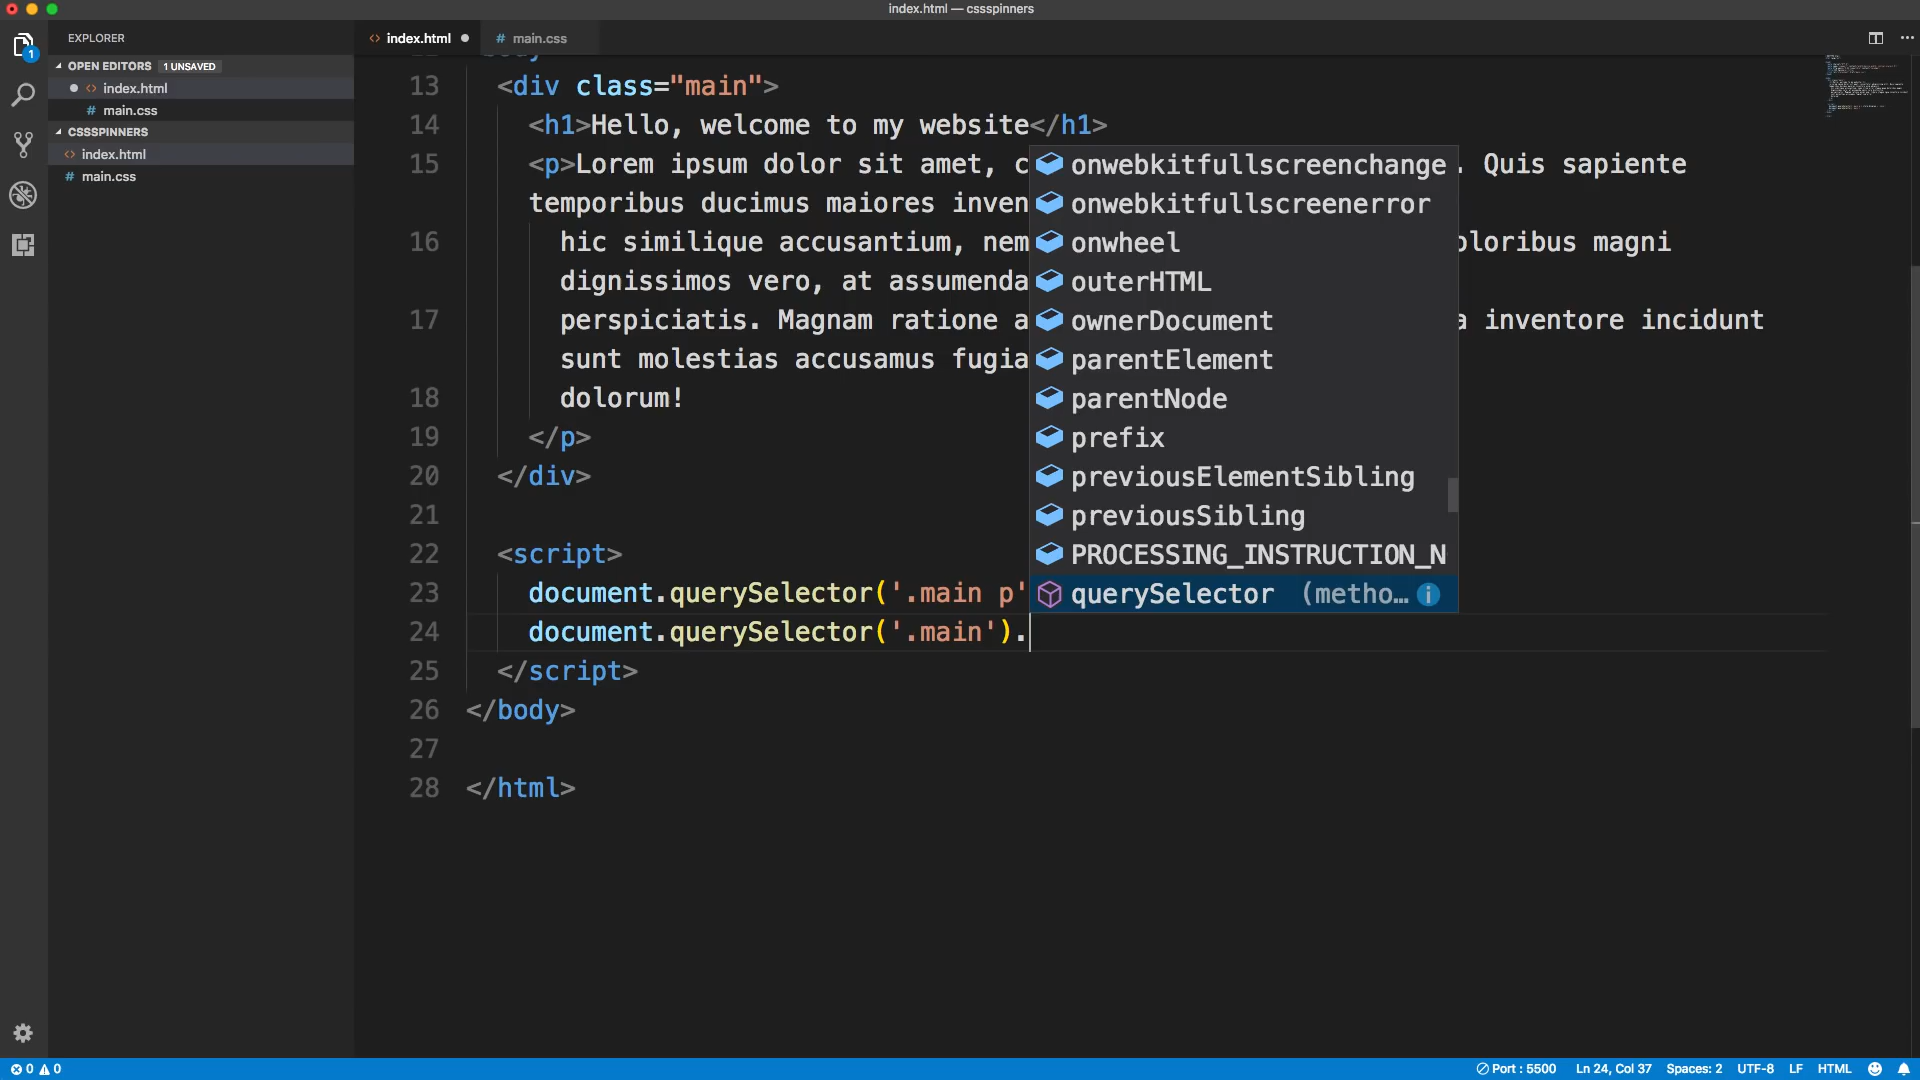 index.html — cssspinners
EXPLORER
OPEN EDITORS 1 UNSAVED
index.html
# main.css
CSSSPINNERS
index.html
# main.css
1
index.html
# main.css
13 <div class="main">
14 <h1>Hello, welcome to my website</h1>
15 <p>Lorem ipsum dolor sit amet, c . Quis sapiente
temporibus ducimus maiores inven
16 hic similique accusantium, nem oloribus magni
dignissimos vero, at assumenda
17 perspiciatis. Magnam ratione a a inventore incidunt
sunt molestias accusamus fugia
18 dolorum!
19 </p>
20 </div>
21
22 <script>
23 document.querySelector('.main p'
24 document.querySelector('.main').
25 </script>
26 </body>
27
28 </html>
onwebkitfullscreenchange
onwebkitfullscreenerror
onwheel
outerHTML
ownerDocument
parentElement
parentNode
prefix
previousElementSibling
previousSibling
PROCESSING_INSTRUCTION_N
querySelector (metho…
0 0
Port : 5500 Ln 24, Col 37 Spaces: 2 UTF-8 LF HTML